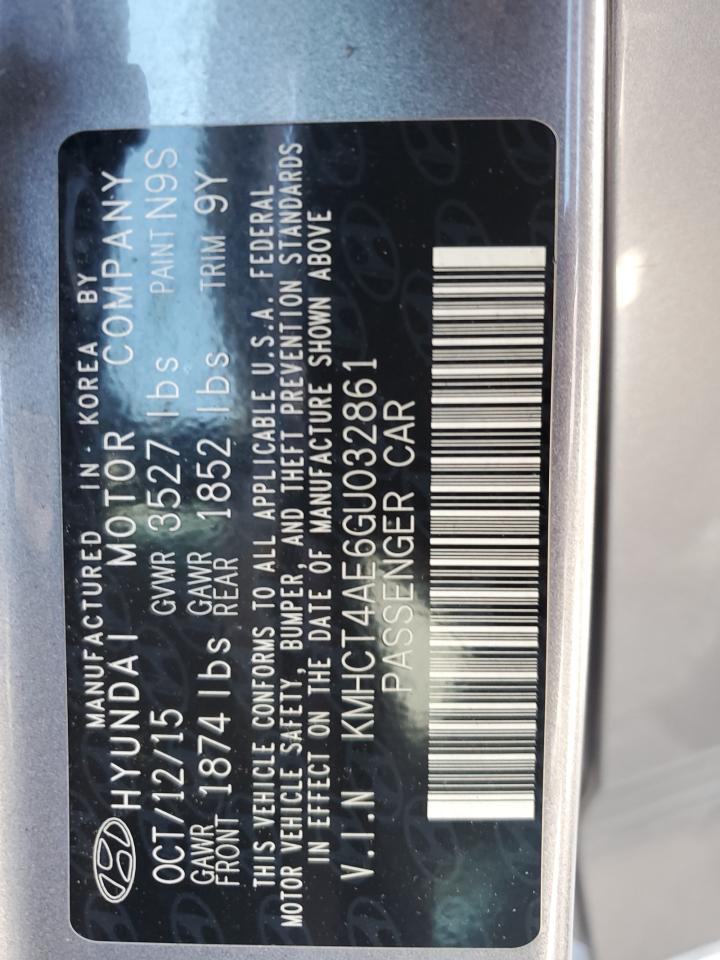 MANUFACTURED IN KOREA BY
HYUNDAI MOTOR COMPANY
OCT/12/15 GVWR 3527 lbs PAINT N9S
GAWR FRONT 1874 lbs GAWR REAR 1852 lbs TRIM 9Y
THIS VEHICLE CONFORMS TO ALL APPLICABLE U.S.A. FEDERAL
MOTOR VEHICLE SAFETY, BUMPER, AND THEFT PREVENTION STANDARDS
IN EFFECT ON THE DATE OF MANUFACTURE SHOWN ABOVE
V.I.N KMHCT4AE6GU032861
PASSENGER CAR